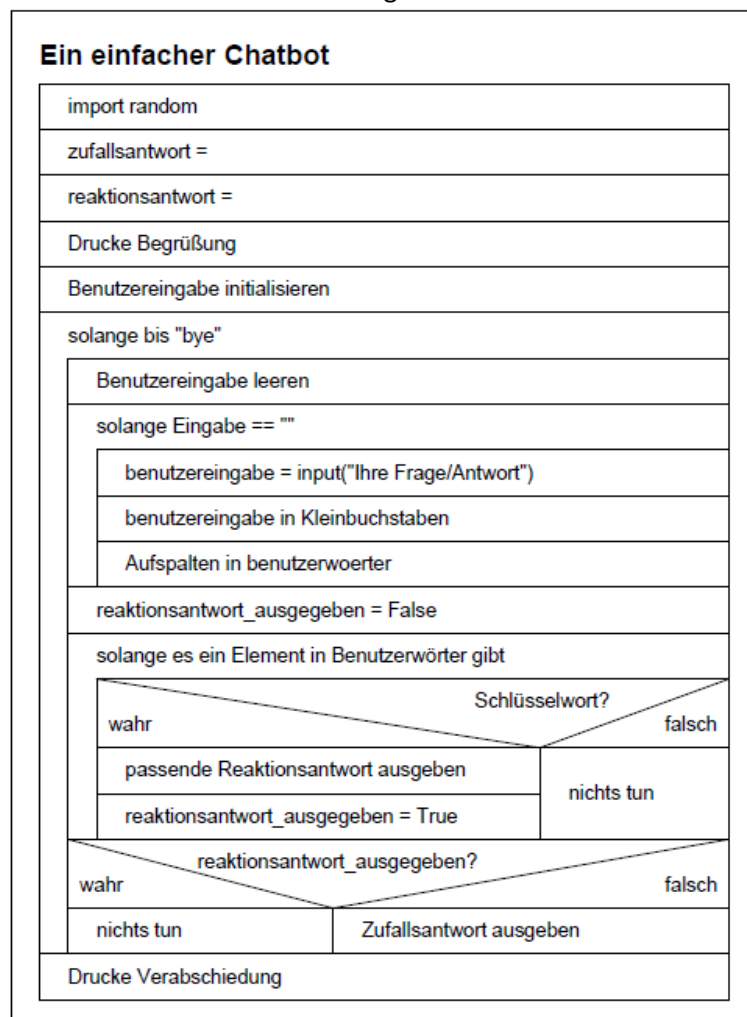 Ein einfacher Chatbot
import random
zufallsantwort =
reaktionsantwort =
Drucke Begrüßung
Benutzereingabe initialisieren
solange bis "bye"
Benutzereingabe leeren
solange Eingabe == ""
benutzereingabe = input("Ihre Frage/Antwort")
benutzereingabe in Kleinbuchstaben
Aufspalten in benutzerwoerter
reaktionsantwort_ausgegeben = False
solange es ein Element in Benutzerwörter gibt
Schlüsselwort?
wahr falsch
passende Reaktionsantwort ausgeben
nichts tun
reaktionsantwort_ausgegeben = True
reaktionsantwort_ausgegeben?
wahr falsch
nichts tun Zufallsantwort ausgeben
Drucke Verabschiedung